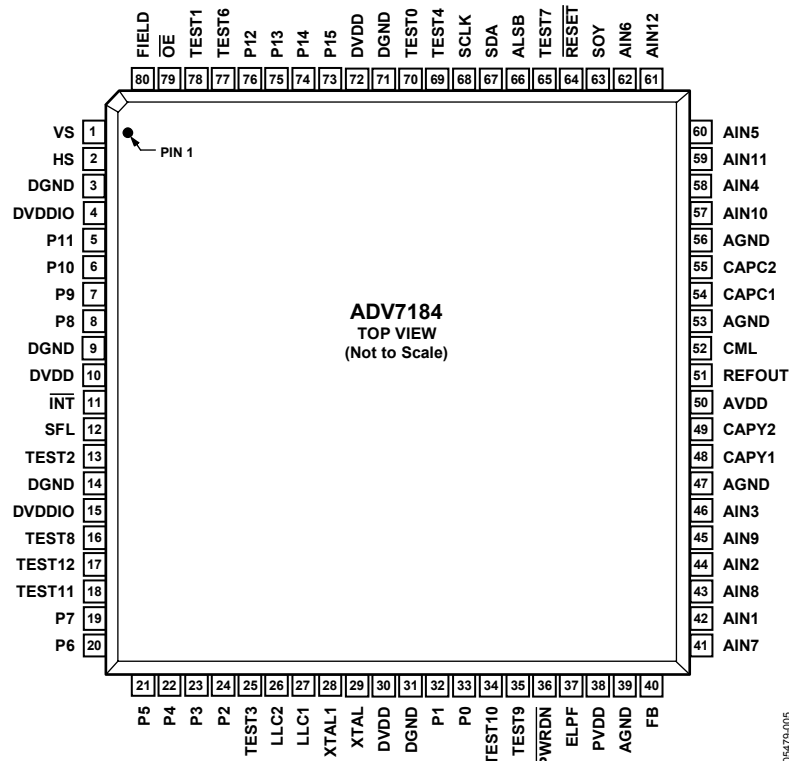 FIELD
OE
TEST1
TEST6
P12
P13
P14
P15
DVDD
DGND
TEST0
TEST4
SCLK
SDA
ALSB
TEST7
RESET
SOY
AIN6
AIN12
80 79 78 77 76 75 74 73 72 71 70 69 68 67 66 65 64 63 62 61
VS 1
HS 2
DGND 3
DVDDIO 4
P11 5
P10 6
P9 7
P8 8
DGND 9
DVDD 10
INT 11
SFL 12
TEST2 13
DGND 14
DVDDIO 15
TEST8 16
TEST12 17
TEST11 18
P7 19
P6 20
PIN 1
ADV7184
TOP VIEW
(Not to Scale)
60 AIN5
59 AIN11
58 AIN4
57 AIN10
56 AGND
55 CAPC2
54 CAPC1
53 AGND
52 CML
51 REFOUT
50 AVDD
49 CAPY2
48 CAPY1
47 AGND
46 AIN3
45 AIN9
44 AIN2
43 AIN8
42 AIN1
41 AIN7
21 22 23 24 25 26 27 28 29 30 31 32 33 34 35 36 37 38 39 40
P5
P4
P3
P2
TEST3
LLC2
LLC1
XTAL1
XTAL
DVDD
DGND
P1
P0
TEST10
TEST9
PWRDN
ELPF
PVDD
AGND
FB
05479-005